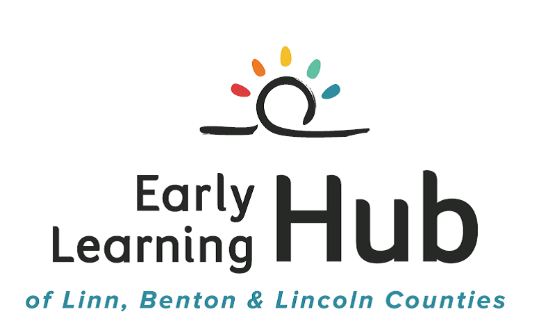 Early
Learning Hub
of Linn, Benton & Lincoln Counties